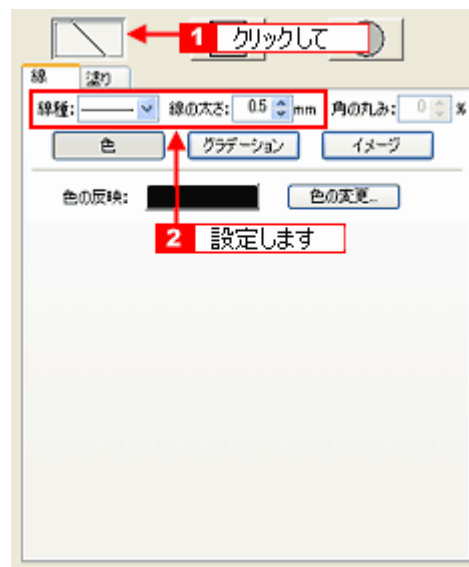 1 クリックして
線 塗り
線種: 線の太さ: 0.5 mm 角の丸み: 0 %
色 グラデーション イメージ
色の反映: 色の変更...
2 設定します